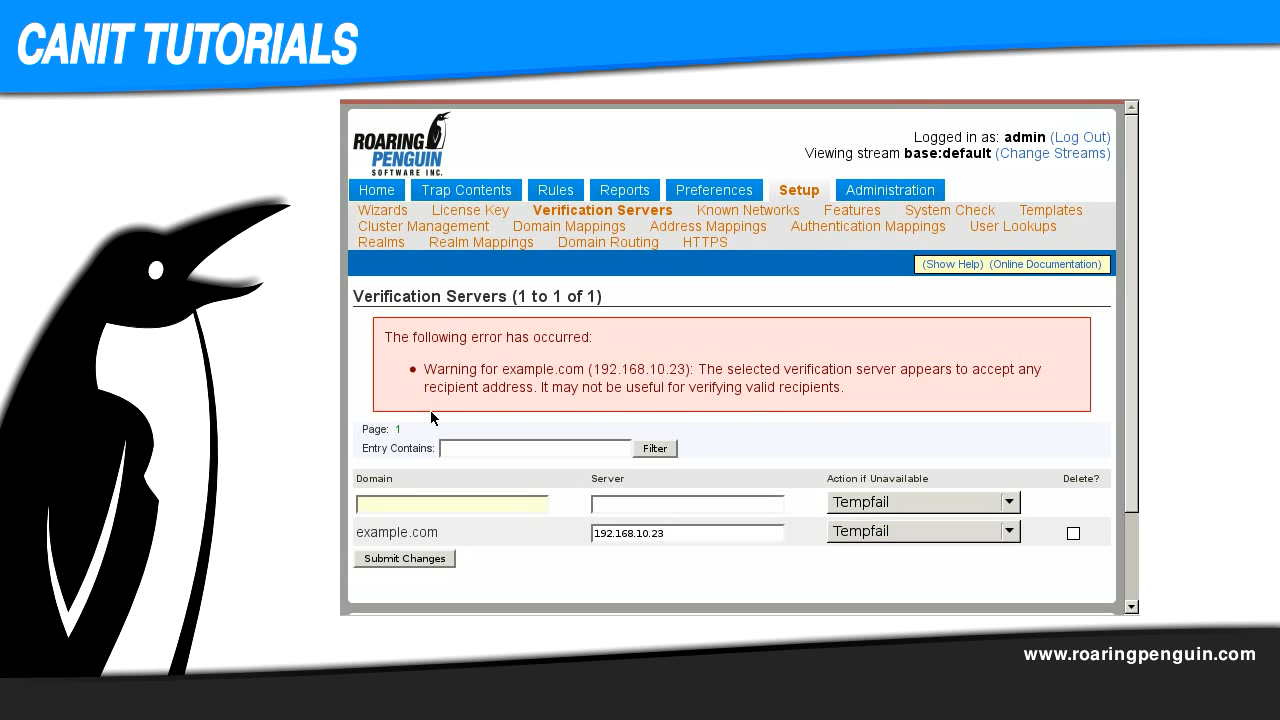 CANIT TUTORIALS
ROARING
PENGUIN
SOFTWARE INC.
Logged in as: admin (Log Out)
Viewing stream base:default (Change Streams)
Home Trap Contents Rules Reports Preferences Setup Administration
Wizards License Key Verification Servers Known Networks Features System Check Templates
Cluster Management Domain Mappings Address Mappings Authentication Mappings User Lookups
Realms Realm Mappings Domain Routing HTTPS
(Show Help) (Online Documentation)
Verification Servers (1 to 1 of 1)
The following error has occurred:
• Warning for example.com (192.168.10.23): The selected verification server appears to accept any
recipient address. It may not be useful for verifying valid recipients.
Page: 1
Entry Contains: Filter
Domain Server Action if Unavailable Delete?
Tempfail
example.com 192.168.10.23 Tempfail
Submit Changes
www.roaringpenguin.com